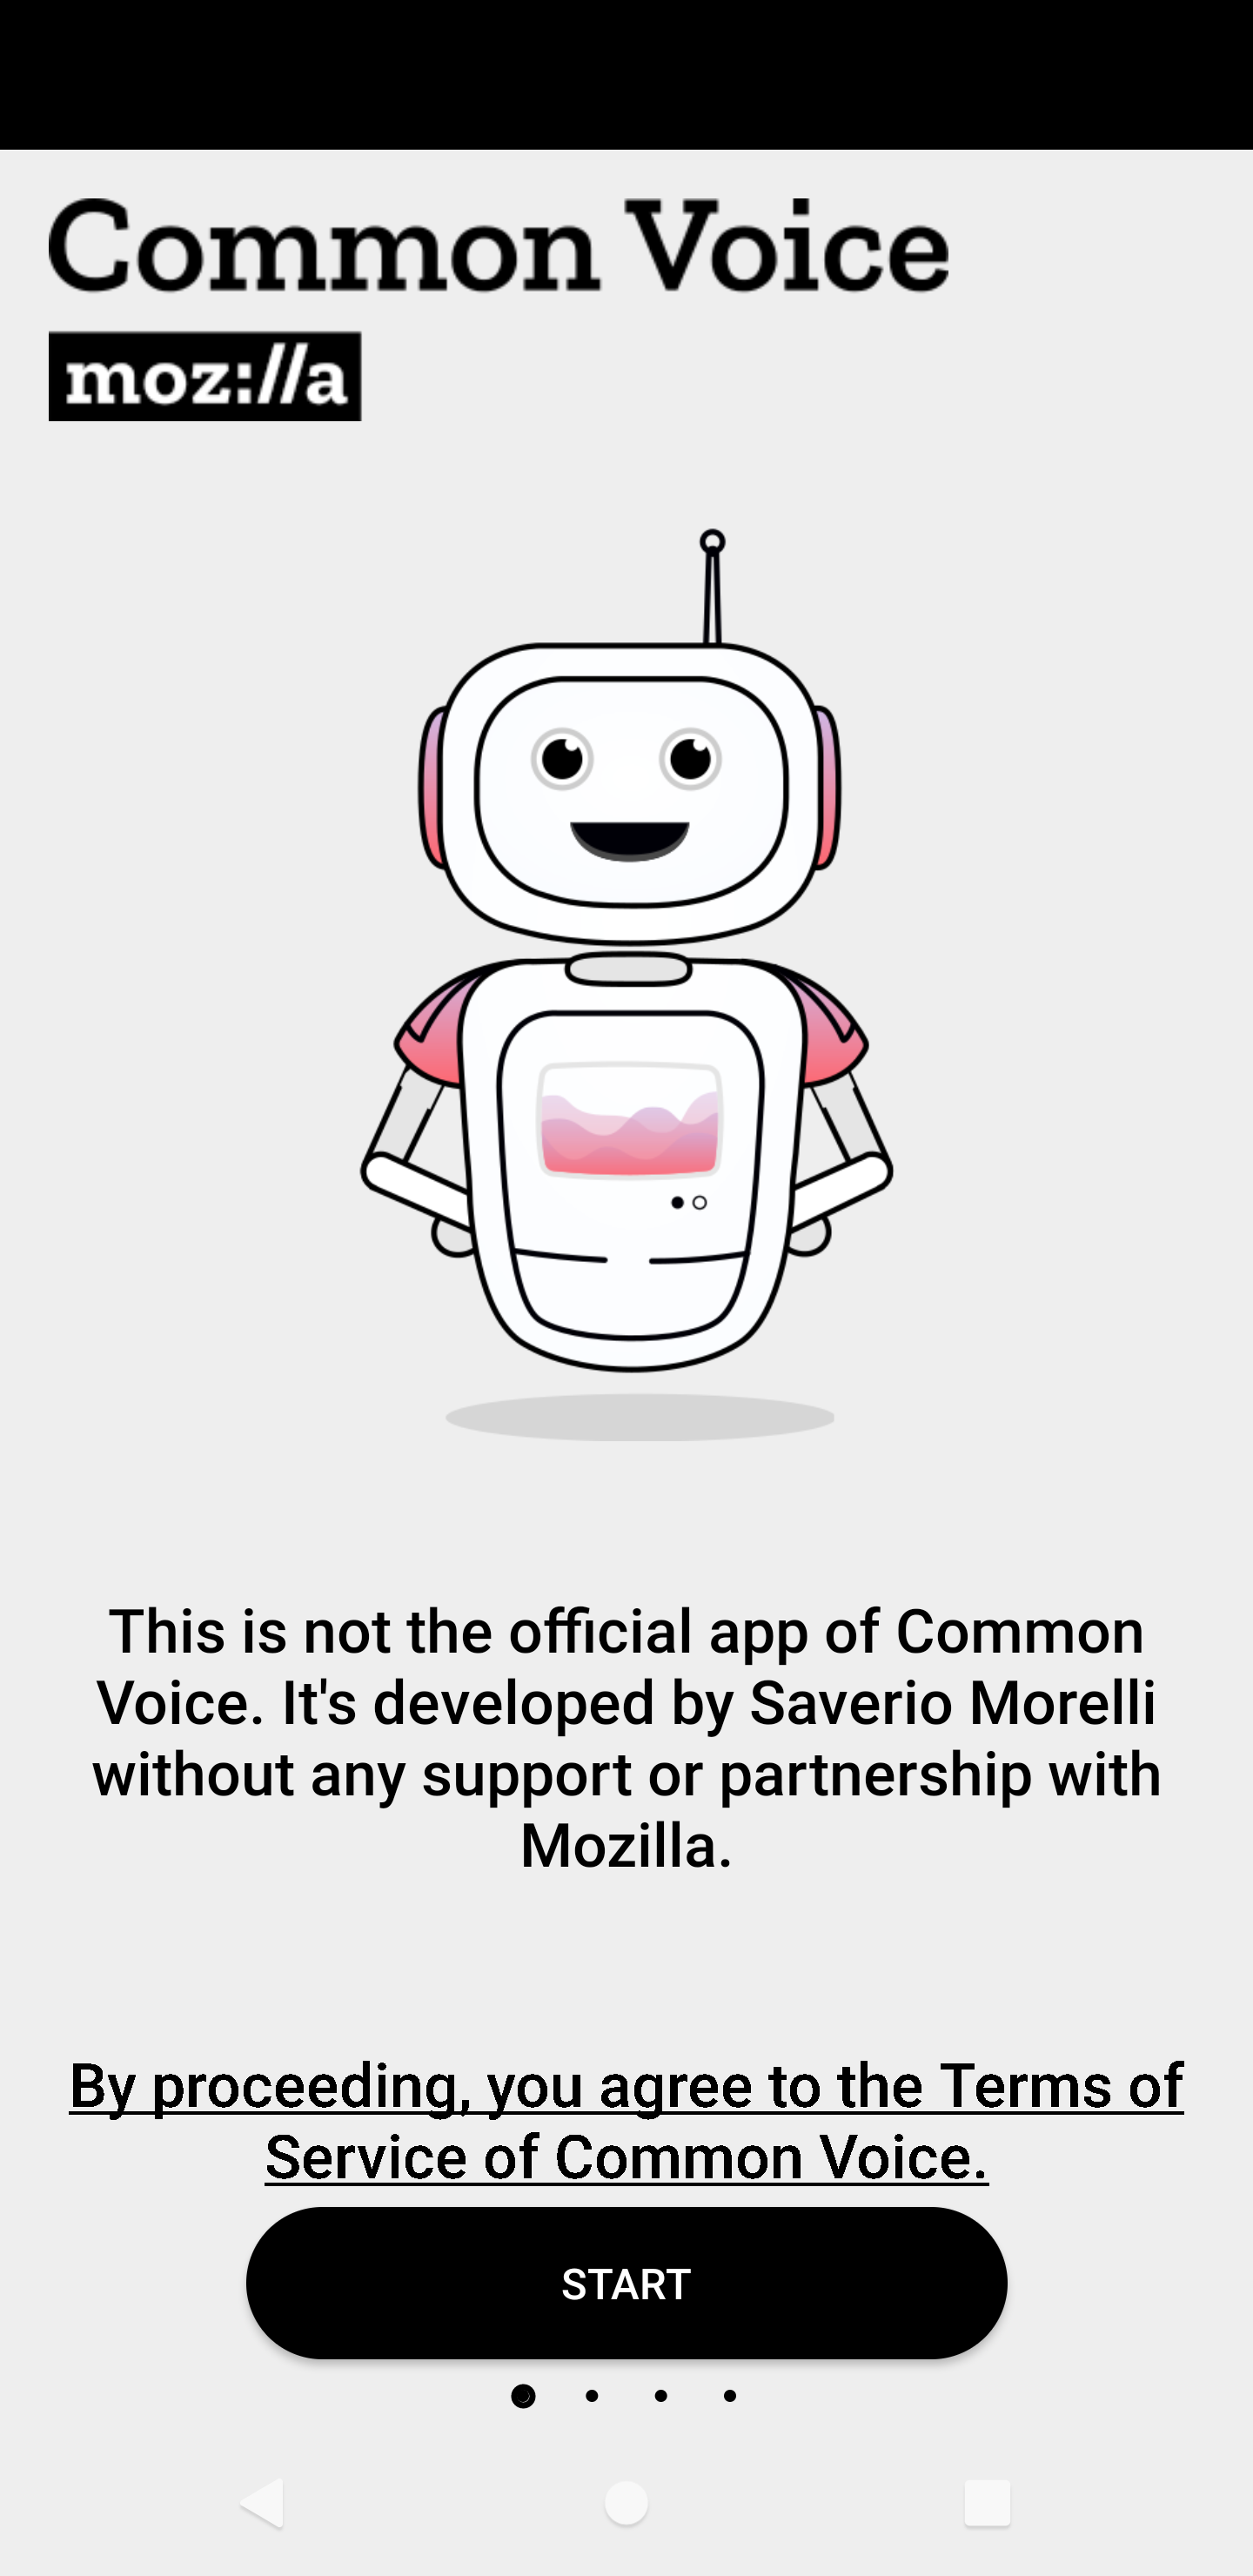 Common Voice
moz://a
This is not the official app of Common
Voice. It's developed by Saverio Morelli
without any support or partnership with
Mozilla.
By proceeding, you agree to the Terms of
Service of Common Voice.
START